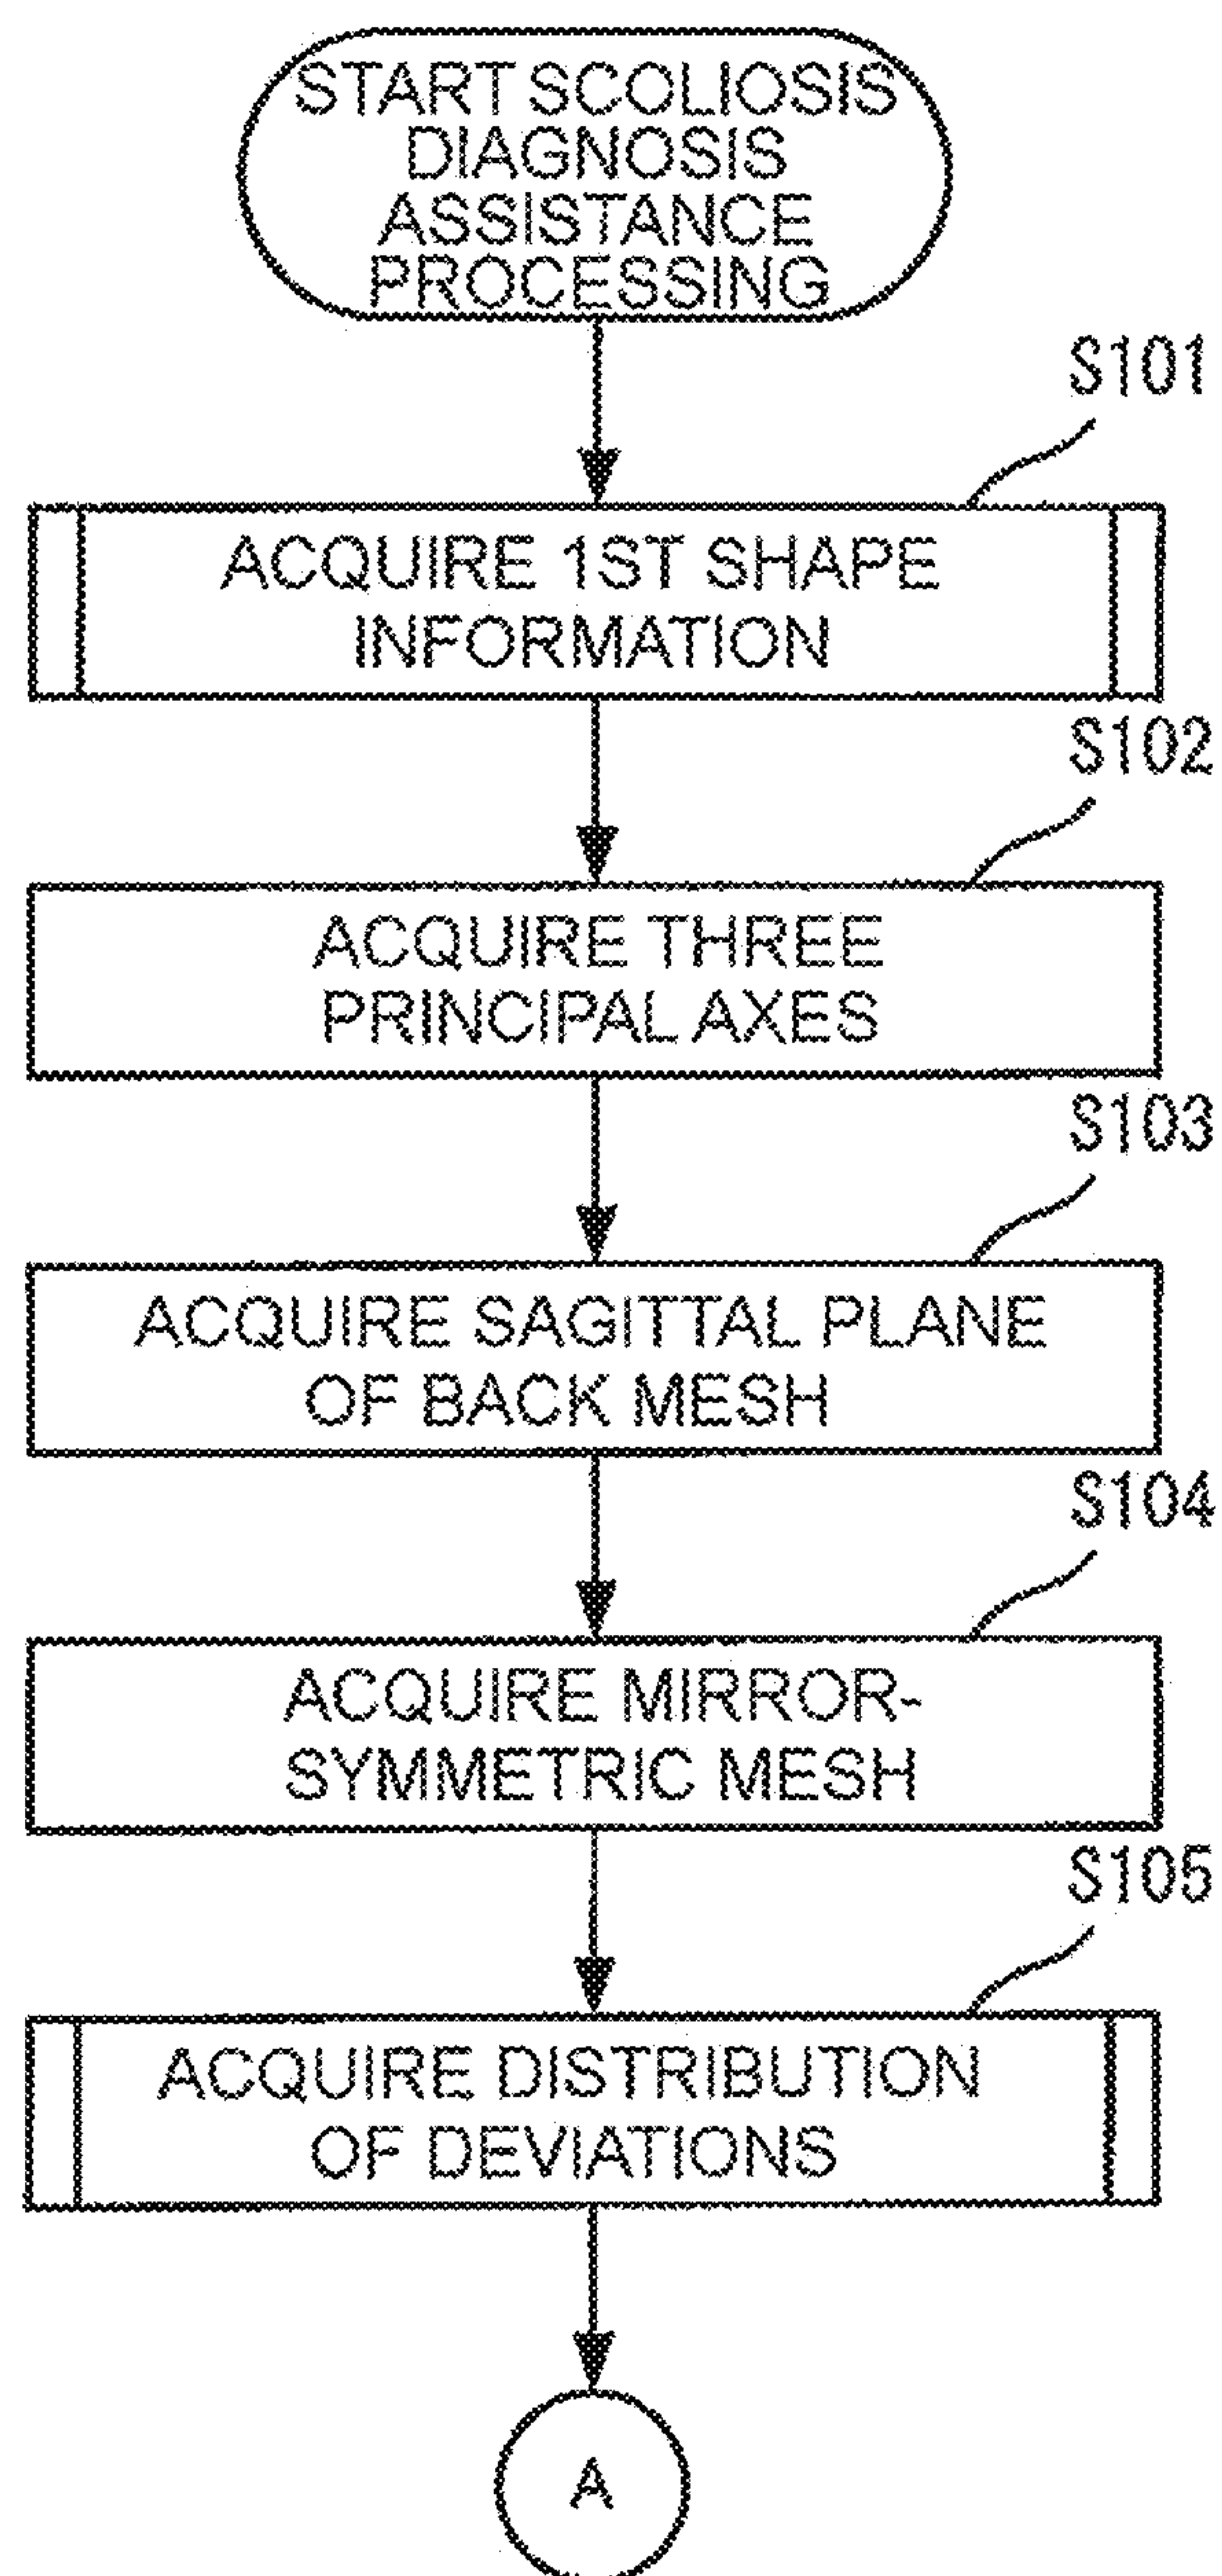 START SCOLIOSIS
DIAGNOSIS
ASSISTANCE
PROCESSING
S101
ACQUIRE 1ST SHAPE
INFORMATION
S102
ACQUIRE THREE
PRINCIPAL AXES
S103
ACQUIRE SAGITTAL PLANE
OF BACK MESH
S104
ACQUIRE MIRROR-
SYMMETRIC MESH
S105
ACQUIRE DISTRIBUTION
OF DEVIATIONS
A